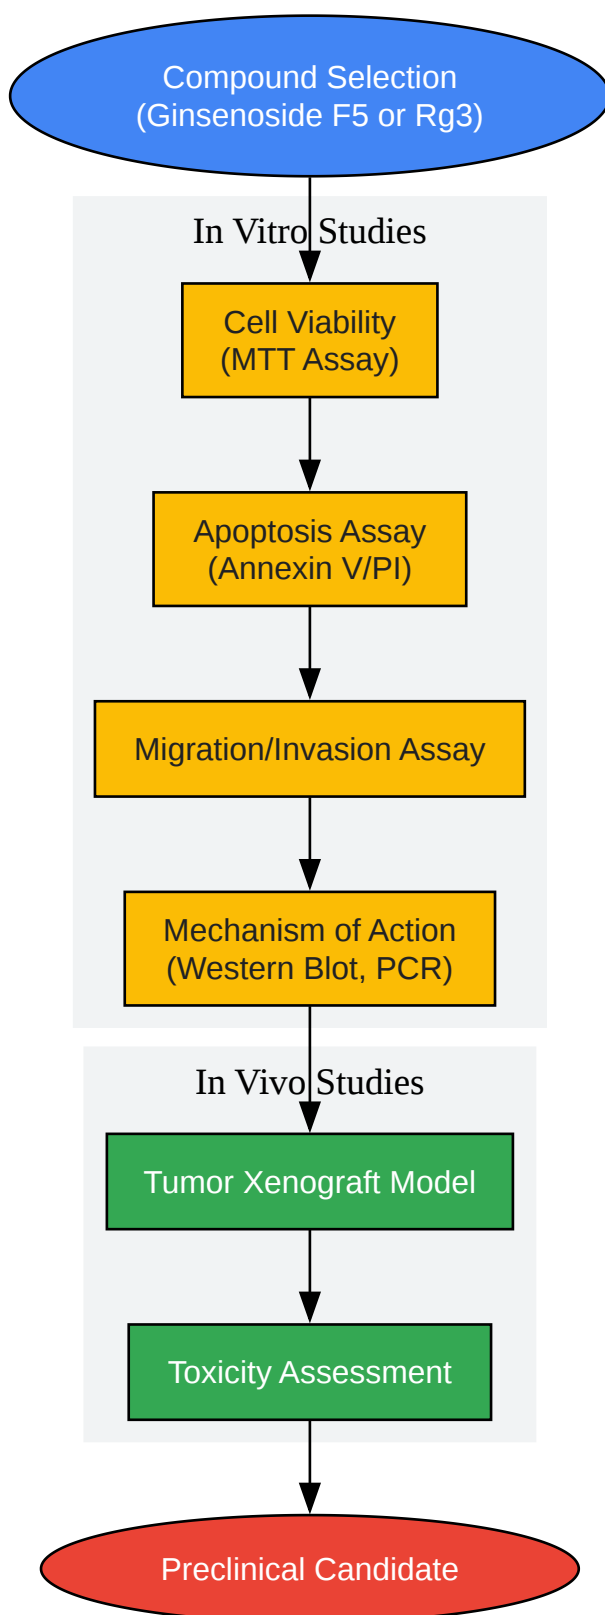 Compound Selection
(Ginsenoside F5 or Rg3)
In Vitro Studies
Cell Viability
(MTT Assay)
Apoptosis Assay
(Annexin V/PI)
Migration/Invasion Assay
Mechanism of Action
(Western Blot, PCR)
In Vivo Studies
Tumor Xenograft Model
Toxicity Assessment
Preclinical Candidate